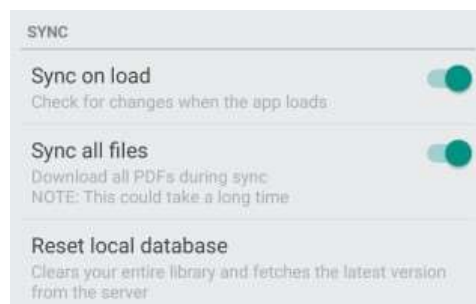 SYNC
Sync on load
Check for changes when the app loads
Sync all files
Download all PDFs during sync
NOTE: This could take a long time
Reset local database
Clears your entire library and fetches the latest version
from the server